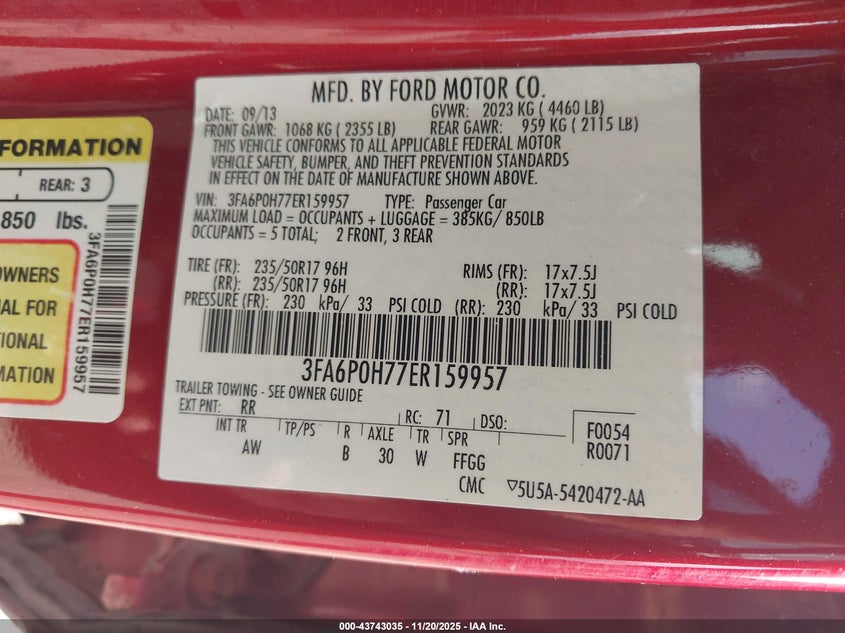 MFD. BY FORD MOTOR CO.
DATE: 09/13 GVWR: 2023 KG ( 4460 LB)
FRONT GAWR: 1068 KG ( 2355 LB) REAR GAWR: 959 KG ( 2115 LB)
THIS VEHICLE CONFORMS TO ALL APPLICABLE FEDERAL MOTOR
VEHICLE SAFETY, BUMPER, AND THEFT PREVENTION STANDARDS
IN EFFECT ON THE DATE OF MANUFACTURE SHOWN ABOVE.
VIN: 3FA6P0H77ER159957 TYPE: Passenger Car
MAXIMUM LOAD = OCCUPANTS + LUGGAGE = 385KG/ 850LB
OCCUPANTS = 5 TOTAL; 2 FRONT, 3 REAR
TIRE (FR): 235/50R17 96H RIMS (FR): 17x7.5J
(RR): 235/50R17 96H (RR): 17x7.5J
PRESSURE (FR): 230 kPa/ 33 PSI COLD (RR): 230 kPa/ 33 PSI COLD
3FA6P0H77ER159957
TRAILER TOWING - SEE OWNER GUIDE
EXT PNT: RR RC: 71 DSO: F0054
INT TR TP/PS R AXLE TR SPR R0071
AW B 30 W FFGG
CMC ▽5U5A-5420472-AA
FORMATION
REAR: 3
850 lbs.
OWNERS
AL FOR
TIONAL
MATION
3FA6P0H77ER159957
000-43743035 - 11/20/2025 - IAA Inc.